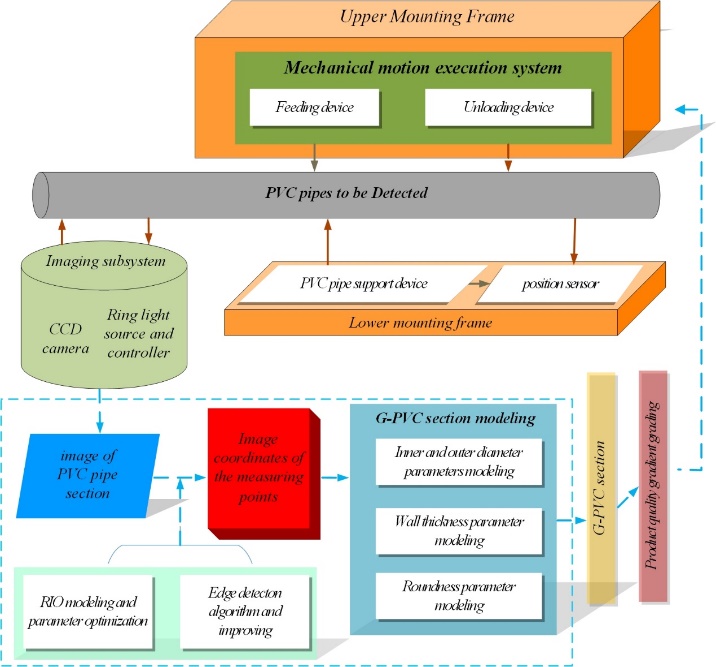 Upper Mounting Frame
Mechanical motion execution system
Feeding device
Unloading device
PVC pipes to be Detected
Imaging subsystem
CCD
camera
Ring light
source and
controller
PVC pipe support device
position sensor
Lower mounting frame
image of
PVC pipe
section
Image
coordinates of
the measuring
points
G-PVC section modeling
Inner and outer diameter
parameters modeling
Wall thickness parameter
modeling
Roundness parameter
modeling
RIO modeling and
parameter optimization
Edge detecton
algorithm and
improving
G-PVC section
Product quality gradient grading